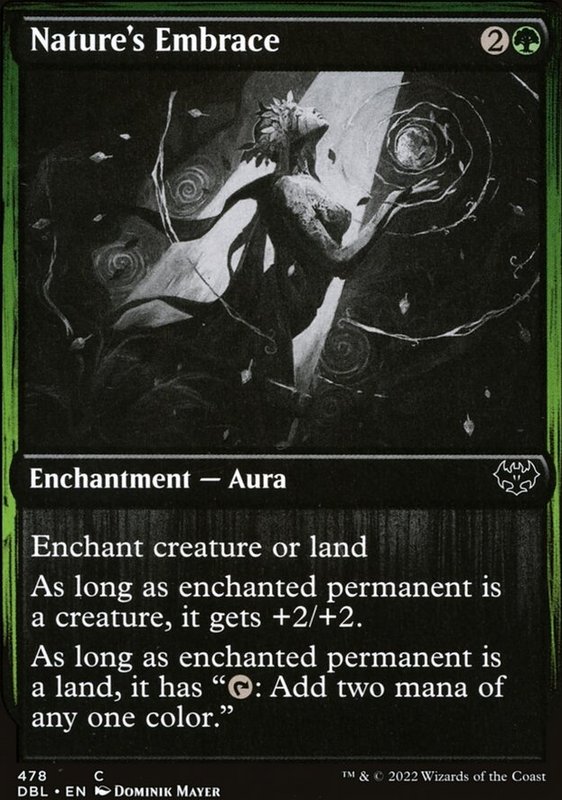 Nature's Embrace 2
Enchantment — Aura
Enchant creature or land
As long as enchanted permanent is
a creature, it gets +2/+2.
As long as enchanted permanent is
a land, it has “: Add two mana of
any one color.”
478 C ™ & © 2022 Wizards of the Coast
DBL • EN Dominik Mayer